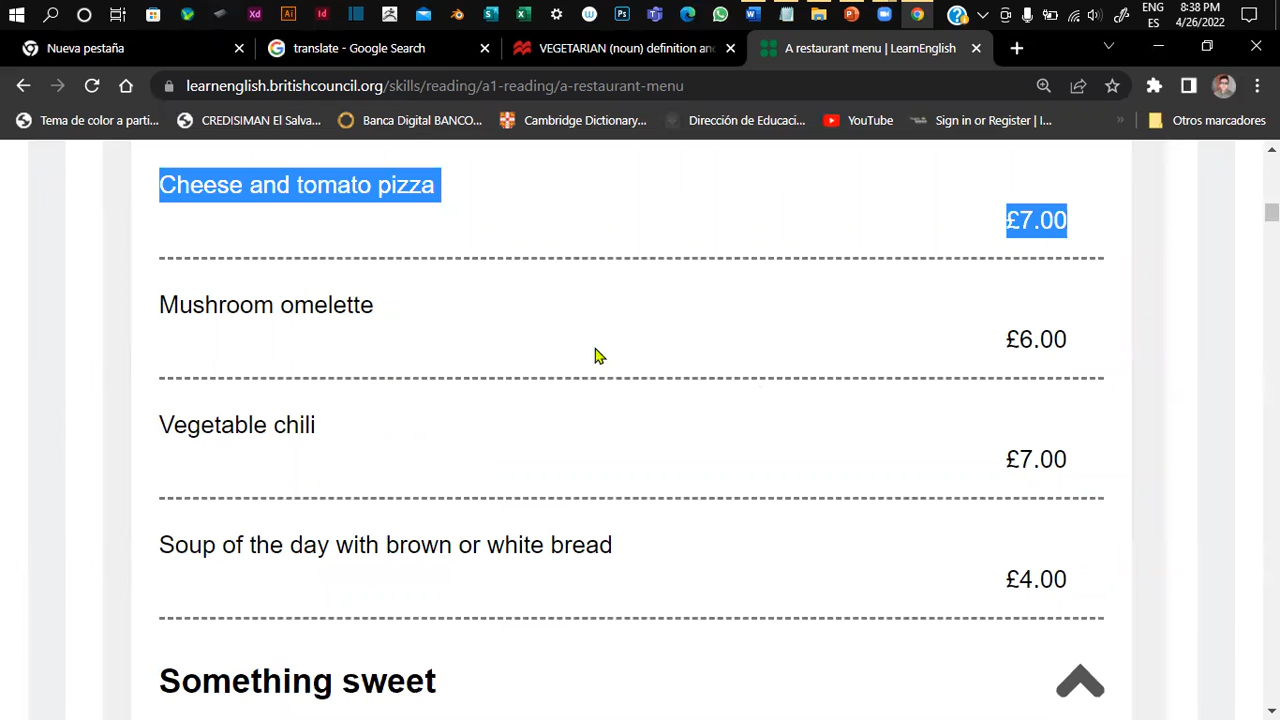 ENG
ES
8:38 PM
4/26/2022
Nueva pestaña
translate - Google Search
VEGETARIAN (noun) definition an
A restaurant menu | LearnEnglish
learnenglish.britishcouncil.org/skills/reading/a1-reading/a-restaurant-menu
Tema de color a parti...
CREDISIMAN El Salva...
Banca Digital BANCO...
Cambridge Dictionary...
Dirección de Educaci...
YouTube
Sign in or Register | I...
»
Otros marcadores
Cheese and tomato pizza
£7.00
Mushroom omelette
£6.00
Vegetable chili
£7.00
Soup of the day with brown or white bread
£4.00
Something sweet